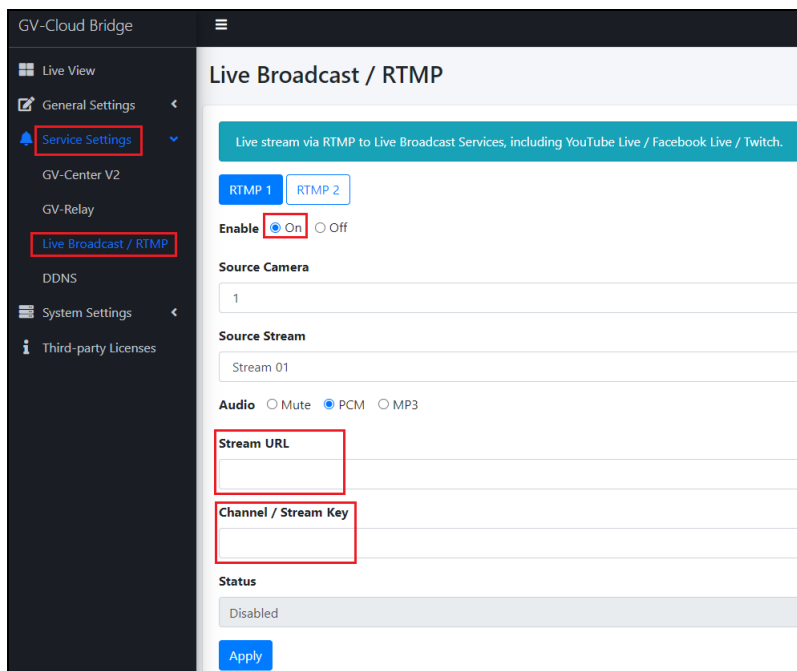 GV-Cloud Bridge
Live View
General Settings
Service Settings
GV-Center V2
GV-Relay
Live Broadcast / RTMP
DDNS
System Settings
Third-party Licenses
Live Broadcast / RTMP
Live stream via RTMP to Live Broadcast Services, including YouTube Live / Facebook Live / Twitch.
RTMP 1 RTMP 2
Enable On Off
Source Camera
1
Source Stream
Stream 01
Audio Mute PCM MP3
Stream URL
Channel / Stream Key
Status
Disabled
Apply